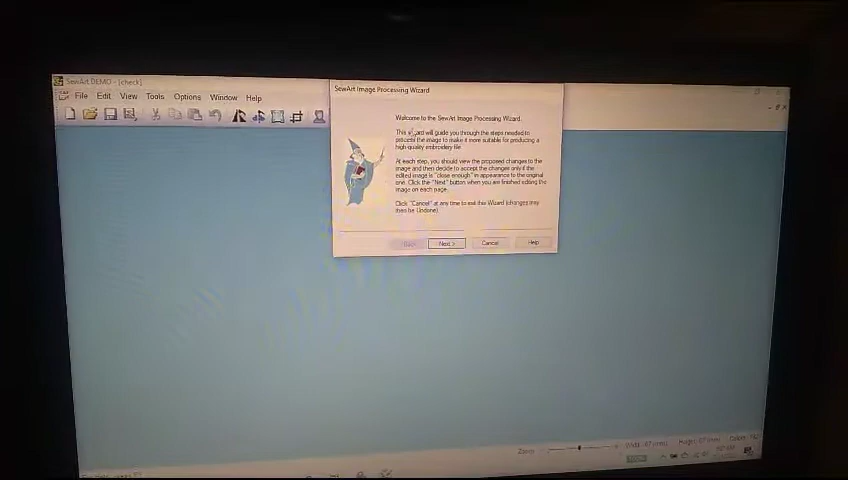 SewArt DEMO - [check]
File Edit View Tools Options Window Help
SewArt Image Processing Wizard
Welcome to the SewArt Image Processing Wizard.
This wizard will guide you through the steps needed to
process the image to make it more suitable for producing a
high quality embroidery file.
At each step, you should view the proposed changes to the
image and then decide to accept the changes only if the
edited image is "close enough" in appearance to the original
one. Click the "Next" button when you are finished editing the
image on each page.
Click "Cancel" at any time to exit this Wizard (changes may
then be Undone).
< Back Next > Cancel Help
Zoom